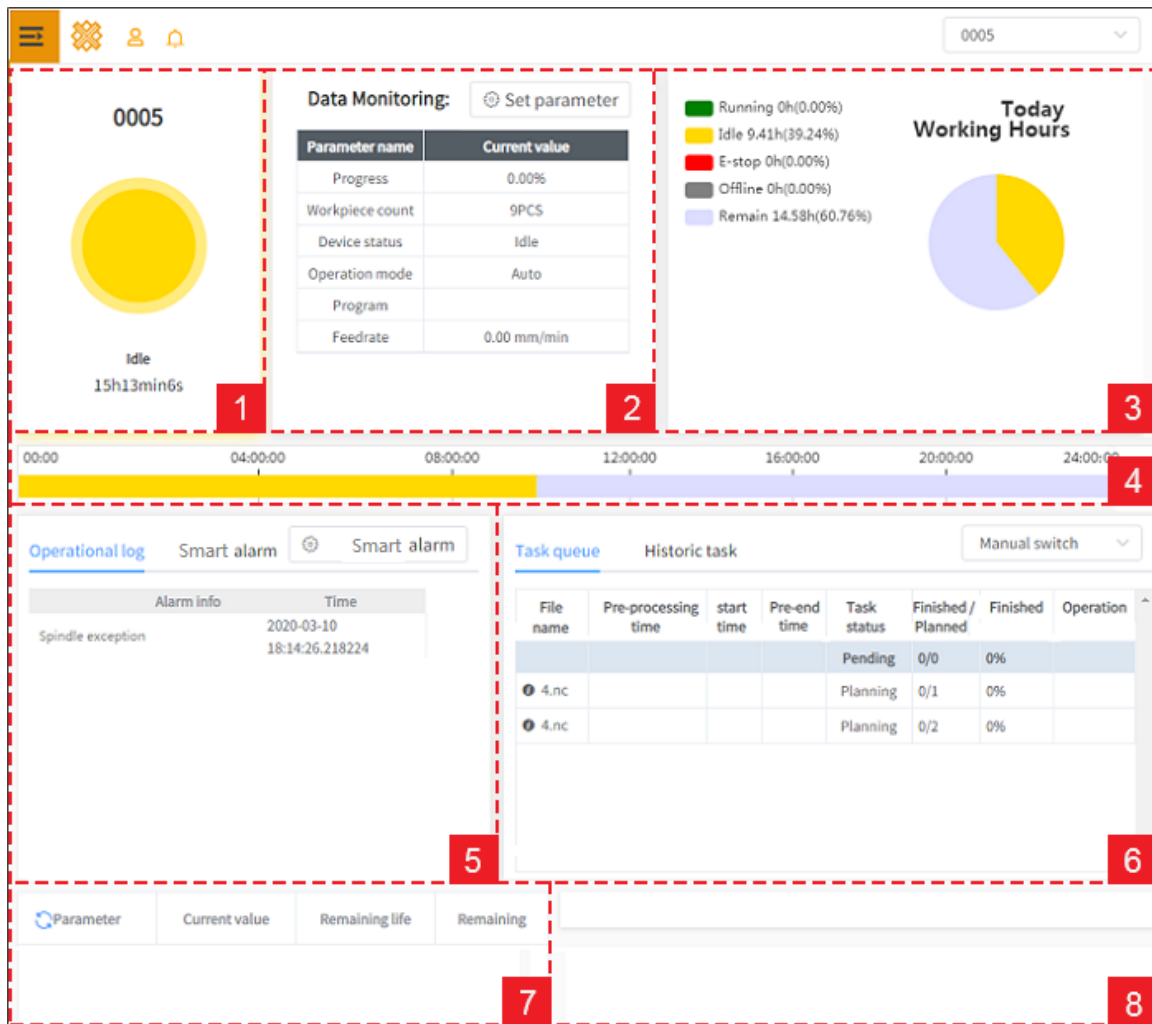 0005
0005
Idle
15h13min6s
1
Data Monitoring:
Set parameter
Parameter name Current value
Progress 0.00%
Workpiece count 9PCS
Device status Idle
Operation mode Auto
Program
Feedrate 0.00 mm/min
2
Running 0h(0.00%)
Idle 9.41h(39.24%)
E-stop 0h(0.00%)
Offline 0h(0.00%)
Remain 14.58h(60.76%)
Today
Working Hours
3
00:00 04:00:00 08:00:00 12:00:00 16:00:00 20:00:00 24:00:00
4
Operational log Smart alarm Smart alarm
Alarm info Time
Spindle exception
2020-03-10
18:14:26.218224
5
Task queue Historic task Manual switch
File name Pre-processing time start time Pre-end time Task status Finished / Planned Finished Operation
Pending 0/0 0%
4.nc Planning 0/1 0%
4.nc Planning 0/2 0%
6
Parameter Current value Remaining life Remaining
7
8